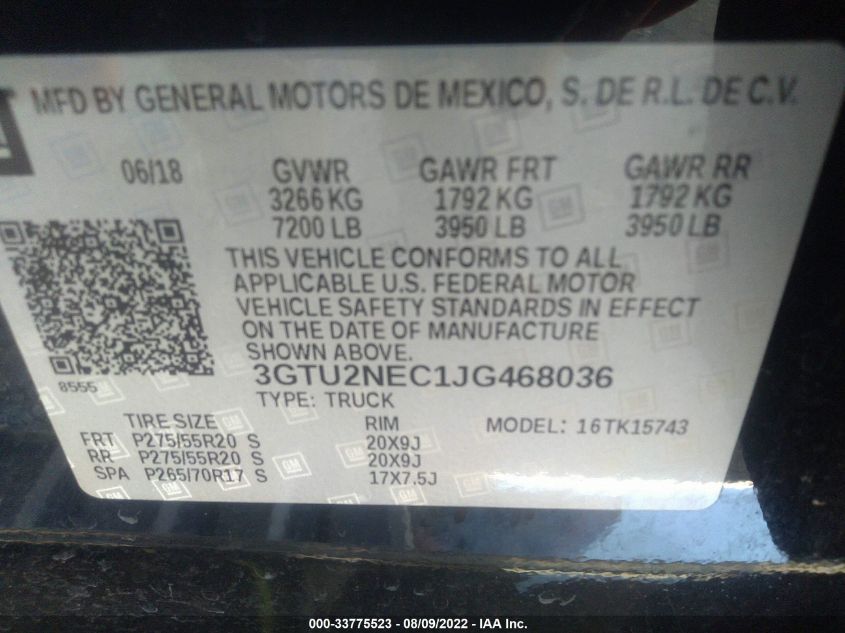 MFD BY GENERAL MOTORS DE MEXICO, S. DE R.L. DE C.V.
06/18 GVWR GAWR FRT GAWR RR
3266 KG 1792 KG 1792 KG
7200 LB 3950 LB 3950 LB
THIS VEHICLE CONFORMS TO ALL
APPLICABLE U.S. FEDERAL MOTOR
VEHICLE SAFETY STANDARDS IN EFFECT
ON THE DATE OF MANUFACTURE
SHOWN ABOVE.
8555 3GTU2NEC1JG468036
TYPE: TRUCK
TIRE SIZE RIM MODEL: 16TK15743
FRT P275/55R20 S 20X9J
RR P275/55R20 S 20X9J
SPA P265/70R17 S 17X7.5J
000-33775523 - 08/09/2022 - IAA Inc.